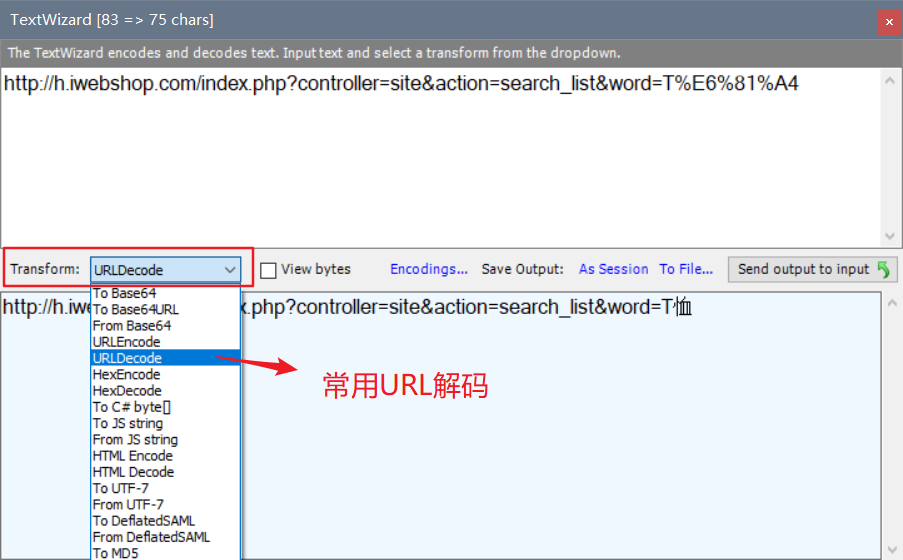 TextWizard [83 => 75 chars]
The TextWizard encodes and decodes text. Input text and select a transform from the dropdown.
http://h.iwebshop.com/index.php?controller=site&action=search_list&word=T%E6%81%A4
Transform: URLDecode View bytes Encodings... Save Output: As Session To File... Send output to input
To Base64
http://h.iwe x.php?controller=site&action=search_list&word=T恤
To Base64URL
From Base64
URLEncode
URLDecode
HexEncode
常用URL解码
HexDecode
To C# byte[]
To JS string
From JS string
HTML Encode
HTML Decode
To UTF-7
From UTF-7
To DeflatedSAML
From DeflatedSAML
To MD5